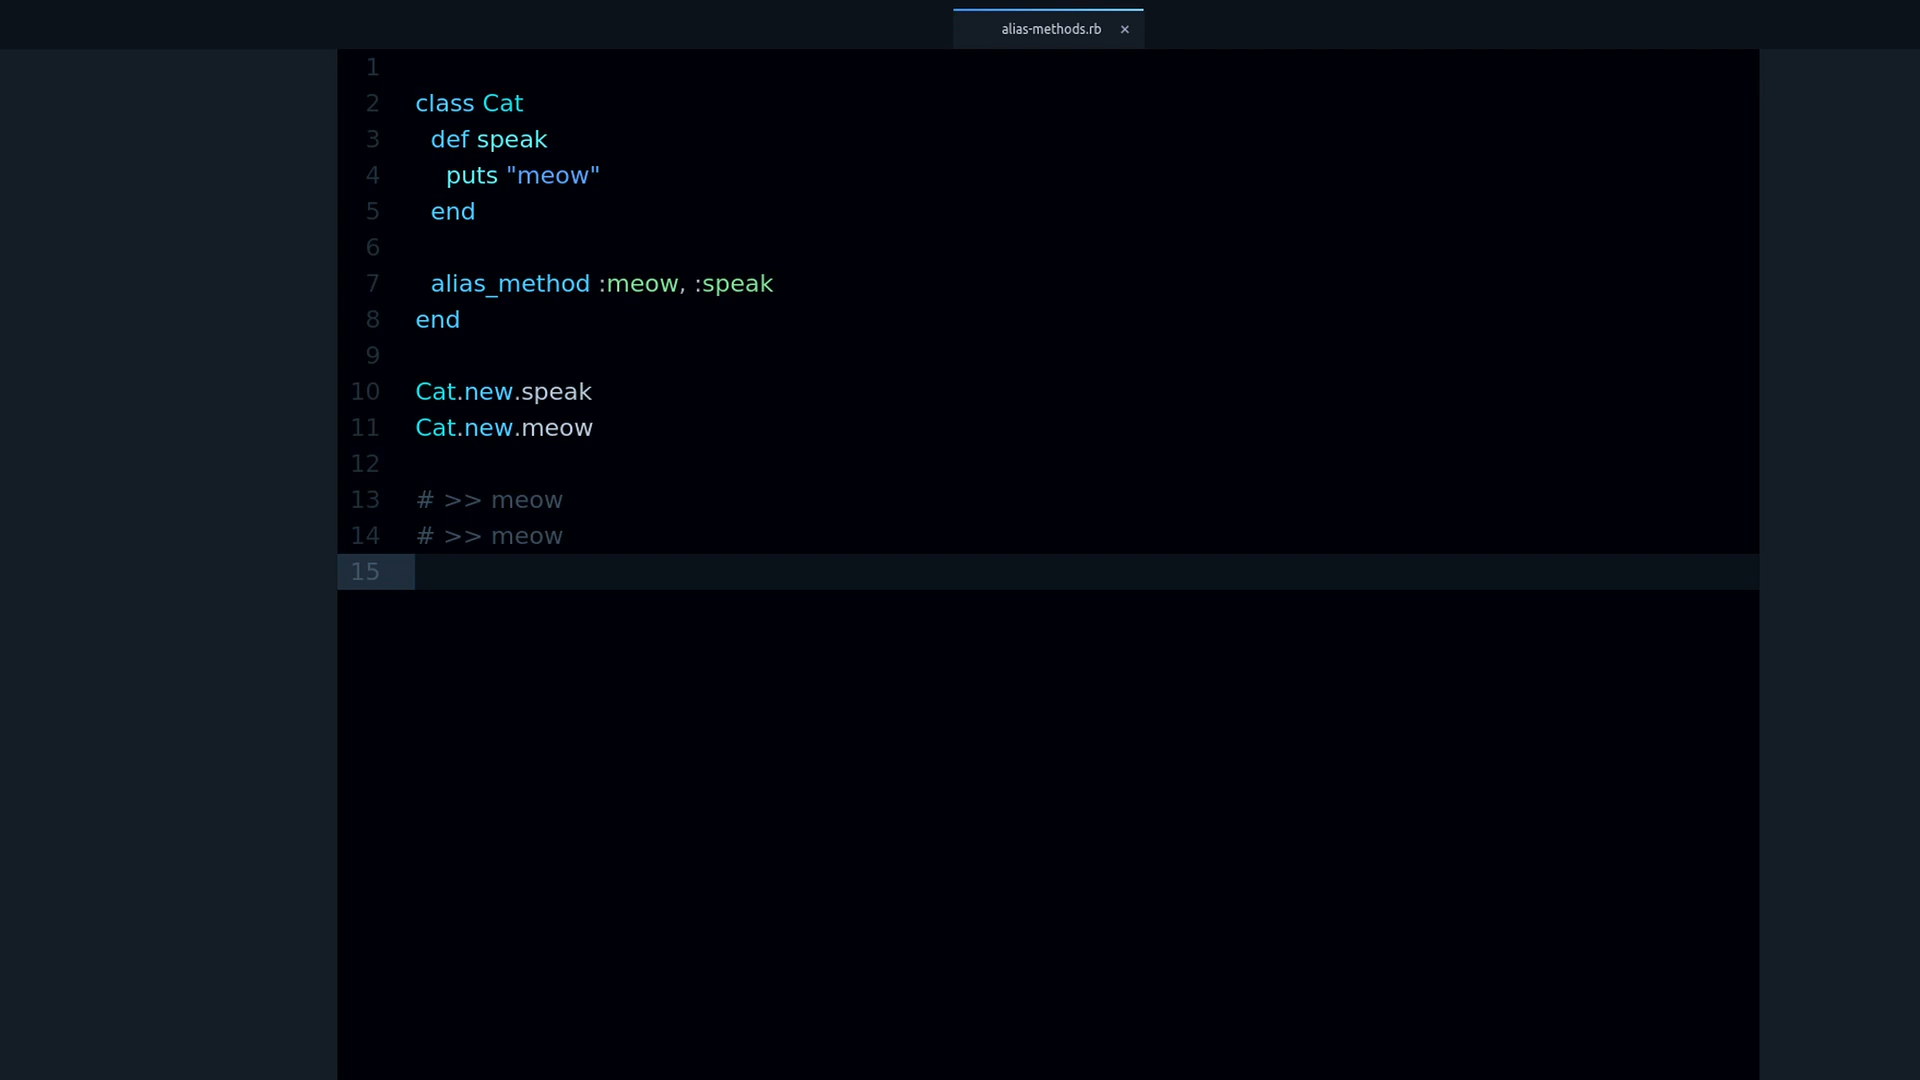 alias-methods.rb ×
1
2 class Cat
3   def speak
4     puts "meow"
5   end
6
7   alias_method :meow, :speak
8 end
9
10 Cat.new.speak
11 Cat.new.meow
12
13 # >> meow
14 # >> meow
15